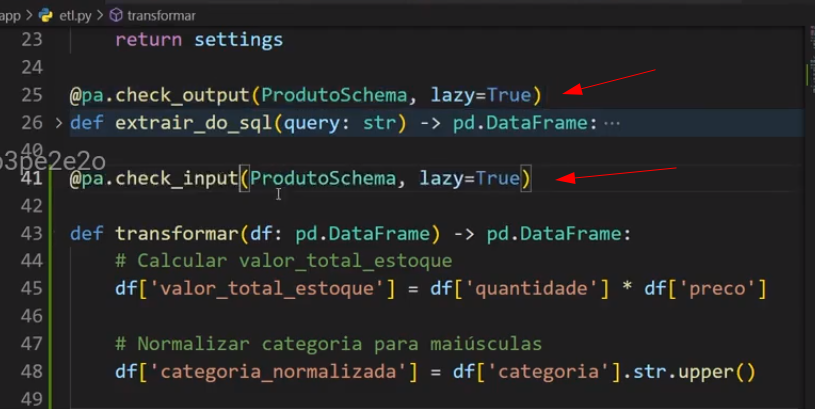 app > etl.py > transformar
23 return settings
24
25 @pa.check_output(ProdutoSchema, lazy=True)
26 > def extrair_do_sql(query: str) -> pd.DataFrame:···
40
o3pe2e2o
41 @pa.check_input(ProdutoSchema, lazy=True)
42
43 def transformar(df: pd.DataFrame) -> pd.DataFrame:
44 # Calcular valor_total_estoque
45 df['valor_total_estoque'] = df['quantidade'] * df['preco']
46
47 # Normalizar categoria para maiúsculas
48 df['categoria_normalizada'] = df['categoria'].str.upper()
49